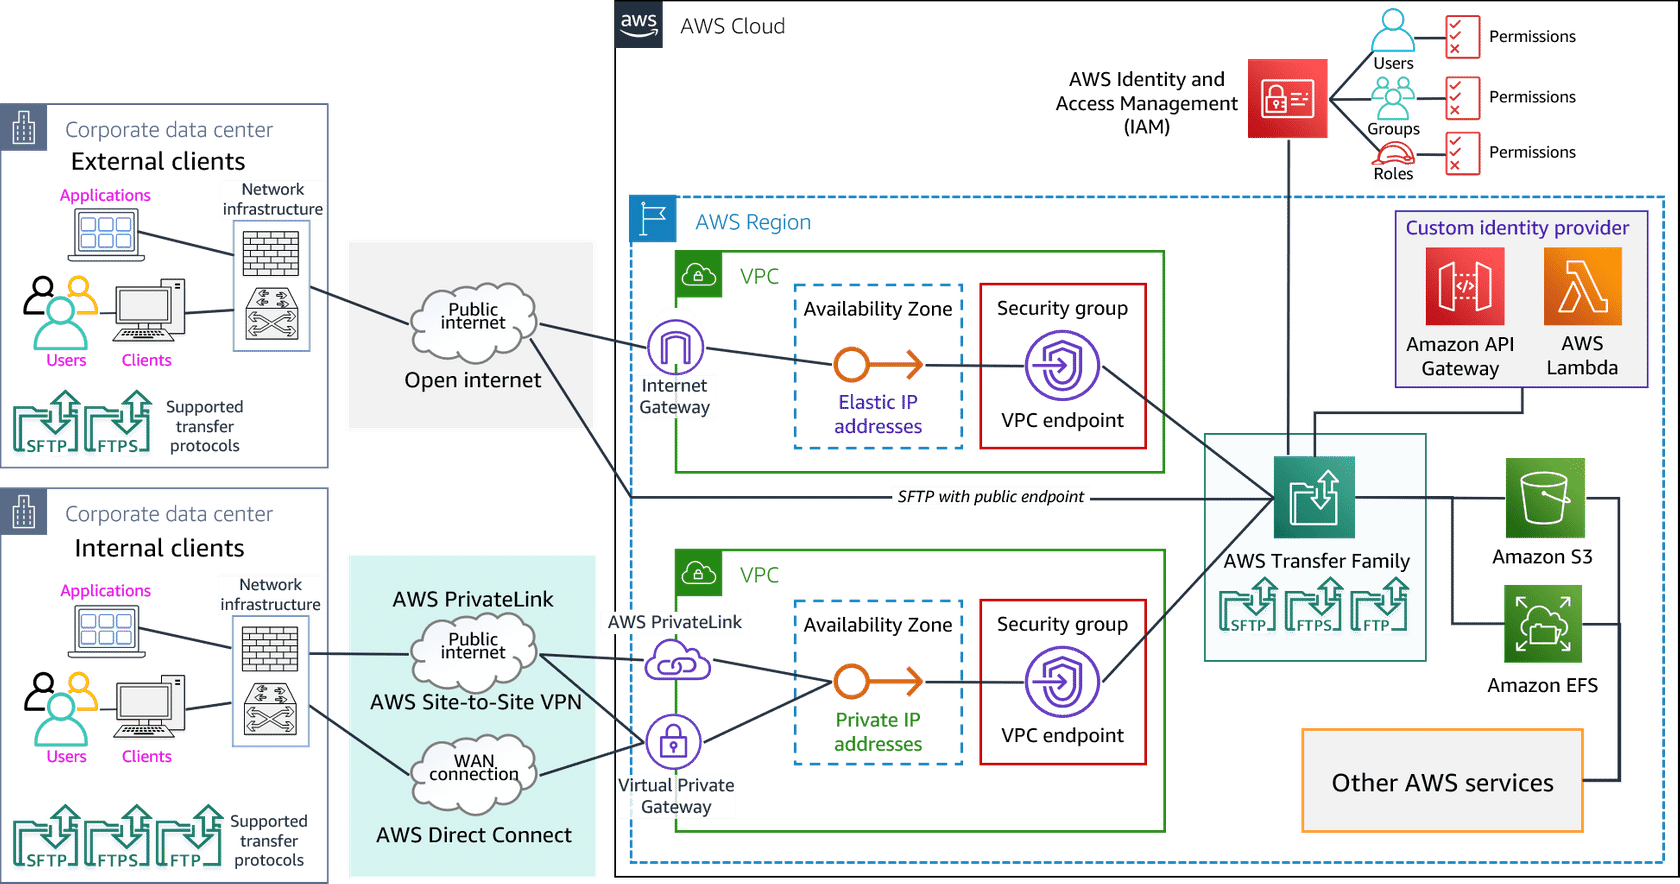 aws
AWS Cloud
AWS Identity and
Access Management
(IAM)
Users
Permissions
Groups
Permissions
Roles
Permissions
Corporate data center
External clients
Applications
Network
infrastructure
Users
Clients
SFTP
FTPS
Supported
transfer
protocols
Public
internet
Open internet
AWS Region
VPC
Internet
Gateway
Availability Zone
Elastic IP
addresses
Security group
VPC endpoint
Custom identity provider
Amazon API
Gateway
AWS
Lambda
SFTP with public endpoint
AWS Transfer Family
SFTP
FTPS
FTP
Amazon S3
Amazon EFS
Other AWS services
Corporate data center
Internal clients
Applications
Network
infrastructure
Users
Clients
SFTP
FTPS
FTP
Supported
transfer
protocols
AWS PrivateLink
Public
internet
AWS Site-to-Site VPN
WAN
connection
AWS Direct Connect
VPC
AWS PrivateLink
Virtual Private
Gateway
Availability Zone
Private IP
addresses
Security group
VPC endpoint